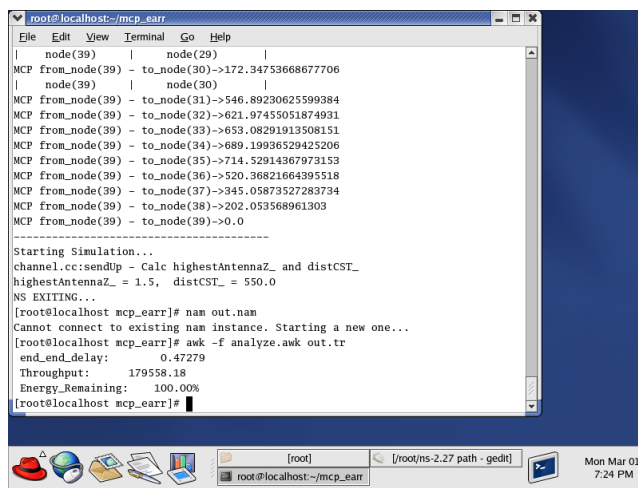 root@localhost:~/mcp_earr
File Edit View Terminal Go Help
| node(39) | node(29) |
MCP from_node(39) - to_node(30)->172.34753668677706
| node(39) | node(30) |
MCP from_node(39) - to_node(31)->546.89230625599384
MCP from_node(39) - to_node(32)->621.97455051874931
MCP from_node(39) - to_node(33)->653.08291913508151
MCP from_node(39) - to_node(34)->689.19936529425206
MCP from_node(39) - to_node(35)->714.52914367973153
MCP from_node(39) - to_node(36)->520.36821664395518
MCP from_node(39) - to_node(37)->345.05873527283734
MCP from_node(39) - to_node(38)->202.053568961303
MCP from_node(39) - to_node(39)->0.0
----------------------------------------
Starting Simulation...
channel.cc:sendUp - Calc highestAntennaZ_ and distCST_
highestAntennaZ_ = 1.5, distCST_ = 550.0
NS EXITING...
[root@localhost mcp_earr]# nam out.nam
Cannot connect to existing nam instance. Starting a new one...
[root@localhost mcp_earr]# awk -f analyze.awk out.tr
end_end_delay: 0.47279
Throughput: 179558.18
Energy_Remaining: 100.00%
[root@localhost mcp_earr]#
[root]
[/root/ns-2.27 path - gedit]
root@localhost:~/mcp_earr
Mon Mar 01
7:24 PM